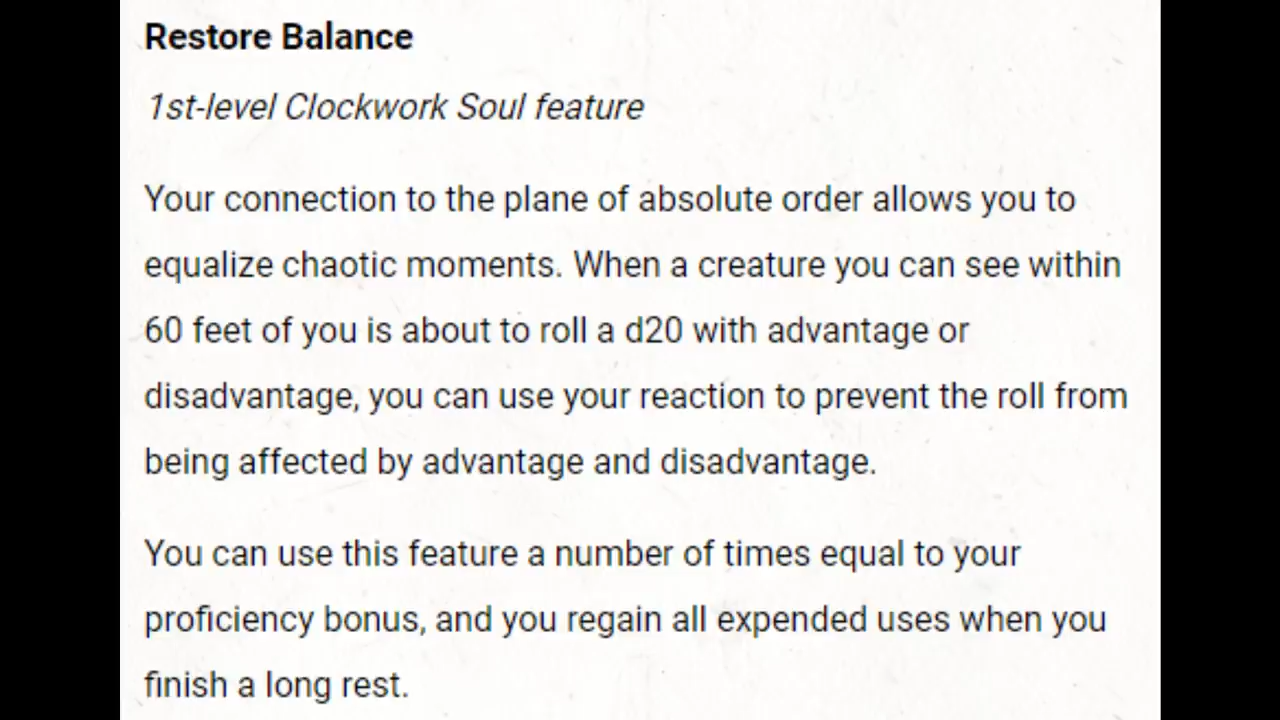 Restore Balance
1st-level Clockwork Soul feature
Your connection to the plane of absolute order allows you to
equalize chaotic moments. When a creature you can see within
60 feet of you is about to roll a d20 with advantage or
disadvantage, you can use your reaction to prevent the roll from
being affected by advantage and disadvantage.
You can use this feature a number of times equal to your
proficiency bonus, and you regain all expended uses when you
finish a long rest.